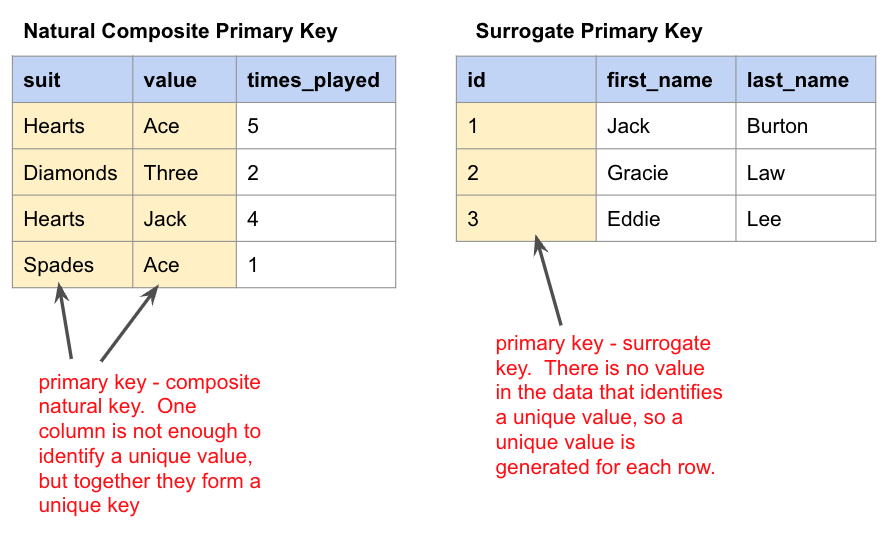 Natural Composite Primary Key
suit value times_played
Hearts Ace 5
Diamonds Three 2
Hearts Jack 4
Spades Ace 1
primary key - composite
natural key. One
column is not enough to
identify a unique value,
but together they form a
unique key
Surrogate Primary Key
id first_name last_name
1 Jack Burton
2 Gracie Law
3 Eddie Lee
primary key - surrogate
key. There is no value
in the data that identifies
a unique value, so a
unique value is
generated for each row.